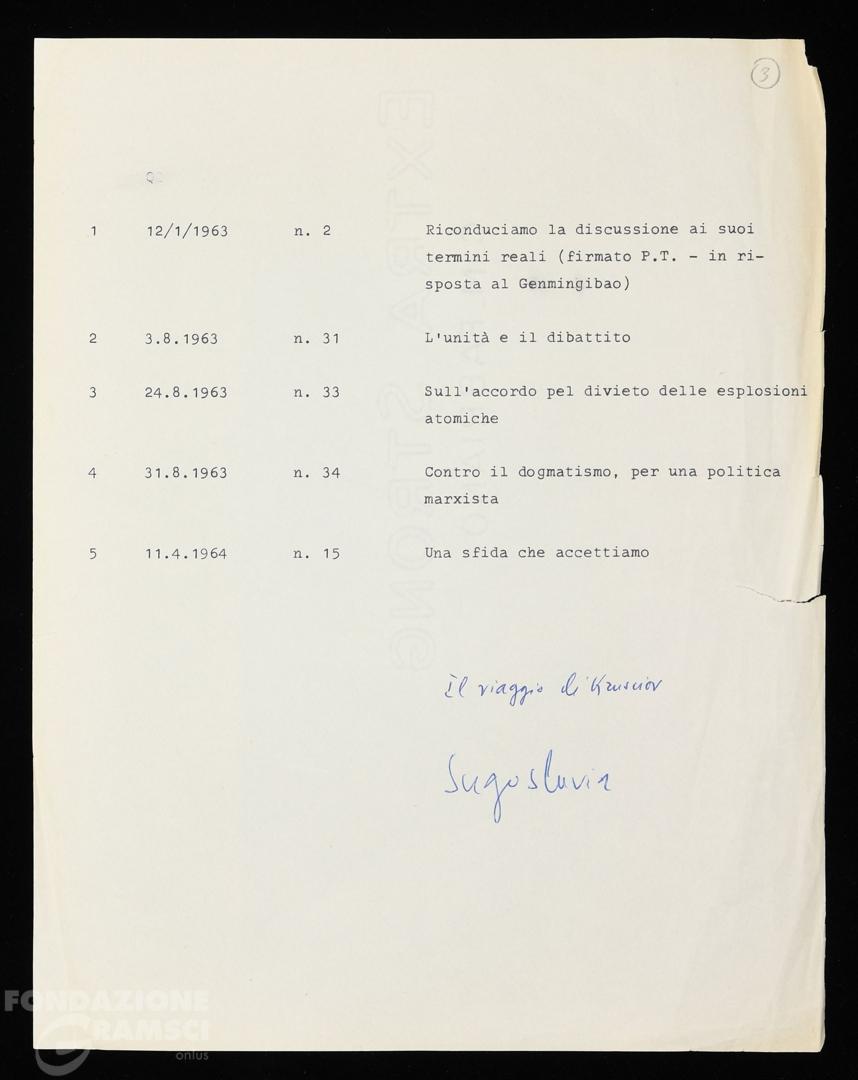 3
1 12/1/1963 n. 2 Riconduciamo la discussione ai suoi
termini reali (firmato P.T. - in ri-
sposta al Genmingibao)
2 3.8.1963 n. 31 L'unità e il dibattito
3 24.8.1963 n. 33 Sull'accordo pel divieto delle esplosioni
atomiche
4 31.8.1963 n. 34 Contro il dogmatismo, per una politica
marxista
5 11.4.1964 n. 15 Una sfida che accettiamo
Il viaggio di Krusciov
Jugoslavia
EXTRA STRONG
FONDAZIONE
GRAMSCI
onlus